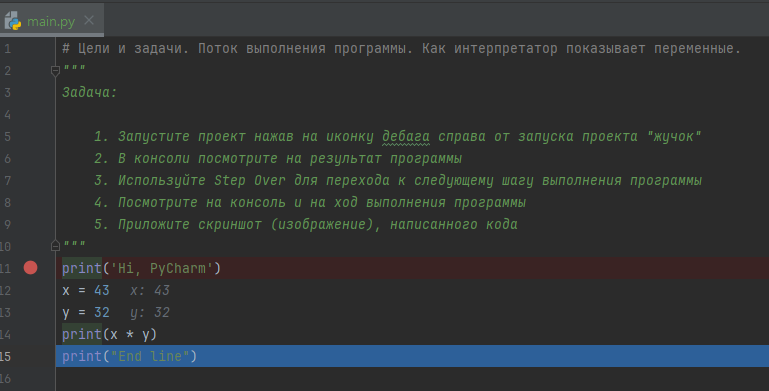 main.py
1 # Цели и задачи. Поток выполнения программы. Как интерпретатор показывает переменные.
2 """
3 Задача:
4
5 1. Запустите проект нажав на иконку дебага справа от запуска проекта "жучок"
6 2. В консоли посмотрите на результат программы
7 3. Используйте Step Over для перехода к следующему шагу выполнения программы
8 4. Посмотрите на консоль и на ход выполнения программы
9 5. Приложите скриншот (изображение), написанного кода
10 """
11 print('Hi, PyCharm')
12 x = 43 x: 43
13 y = 32 y: 32
14 print(x * y)
15 print("End line")
16